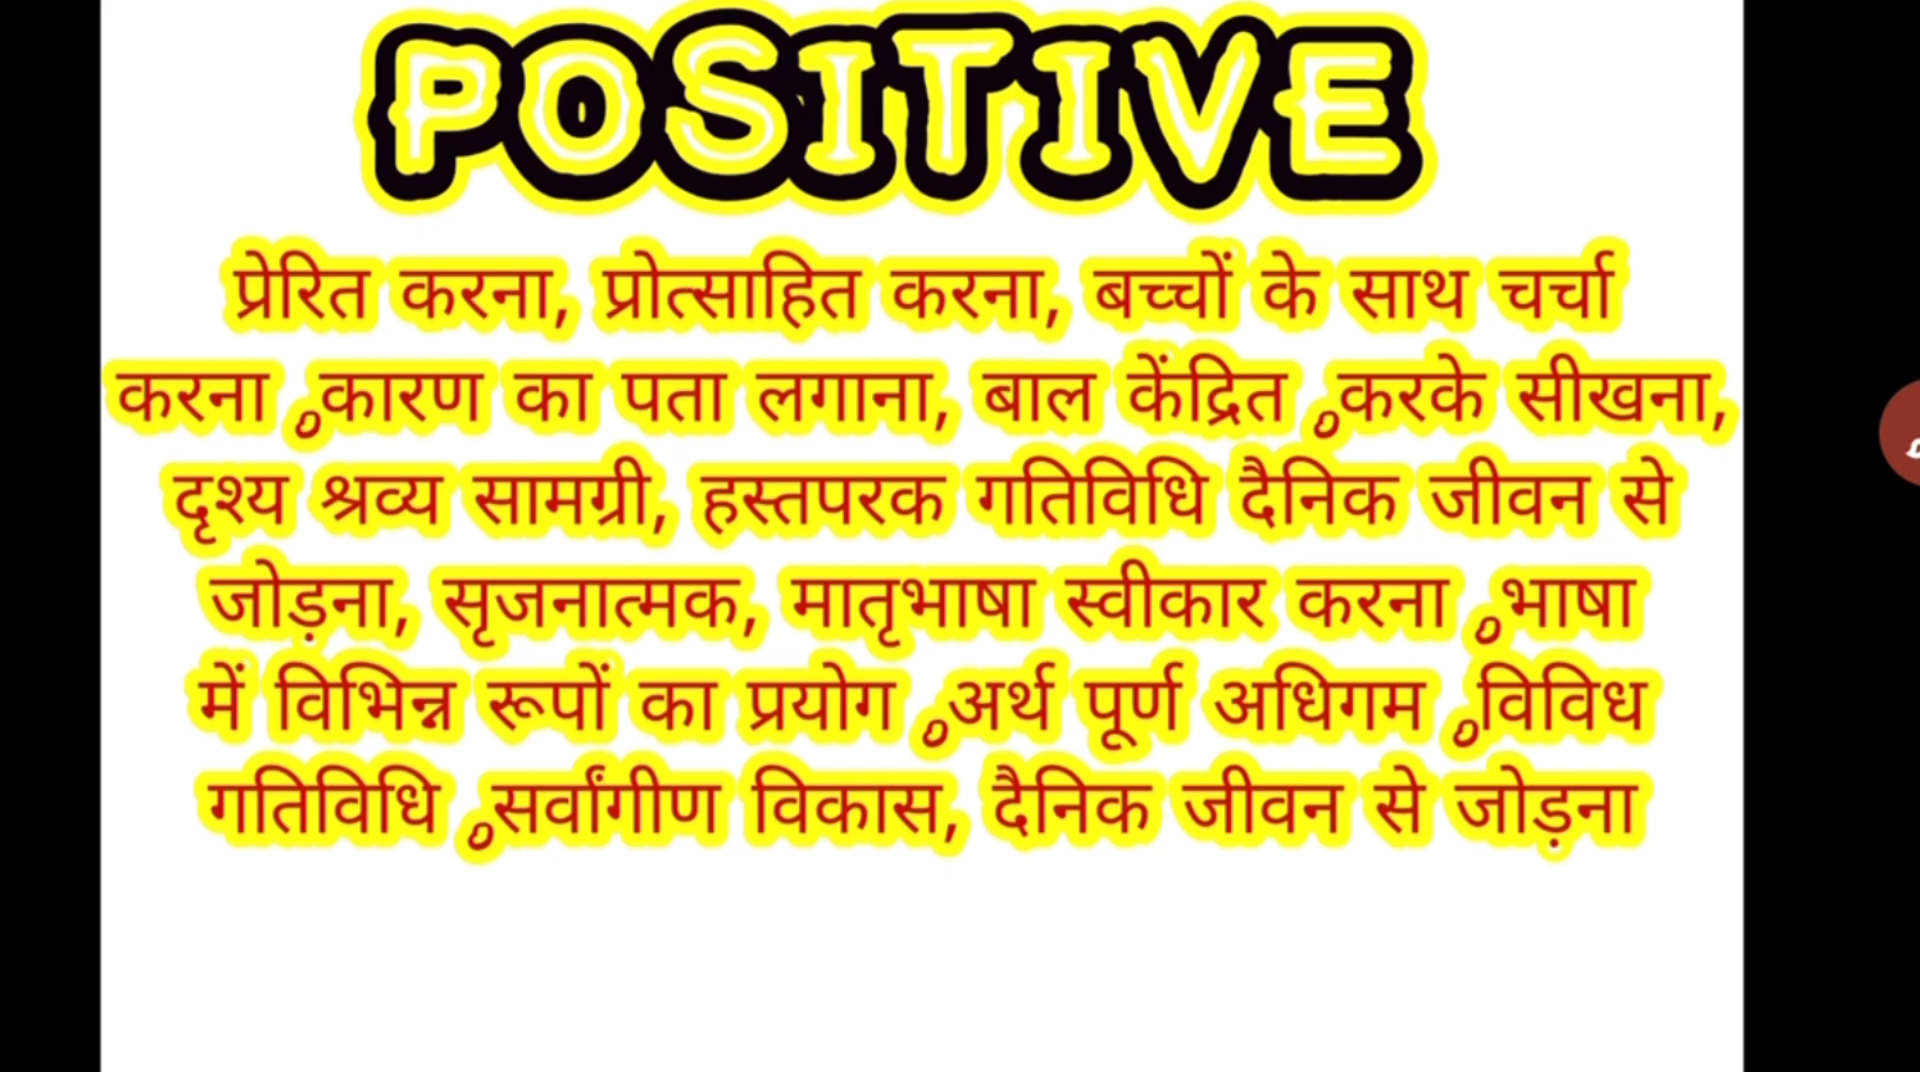 POSITIVE
प्रेरित करना, प्रोत्साहित करना, बच्चों के साथ चर्चा
करना ,कारण का पता लगाना, बाल केंद्रित ,करके सीखना,
दृश्य श्रव्य सामग्री, हस्तपरक गतिविधि दैनिक जीवन से
जोड़ना, सृजनात्मक, मातृभाषा स्वीकार करना ,भाषा
में विभिन्न रूपों का प्रयोग ,अर्थ पूर्ण अधिगम ,विविध
गतिविधि ,सर्वांगीण विकास, दैनिक जीवन से जोड़ना